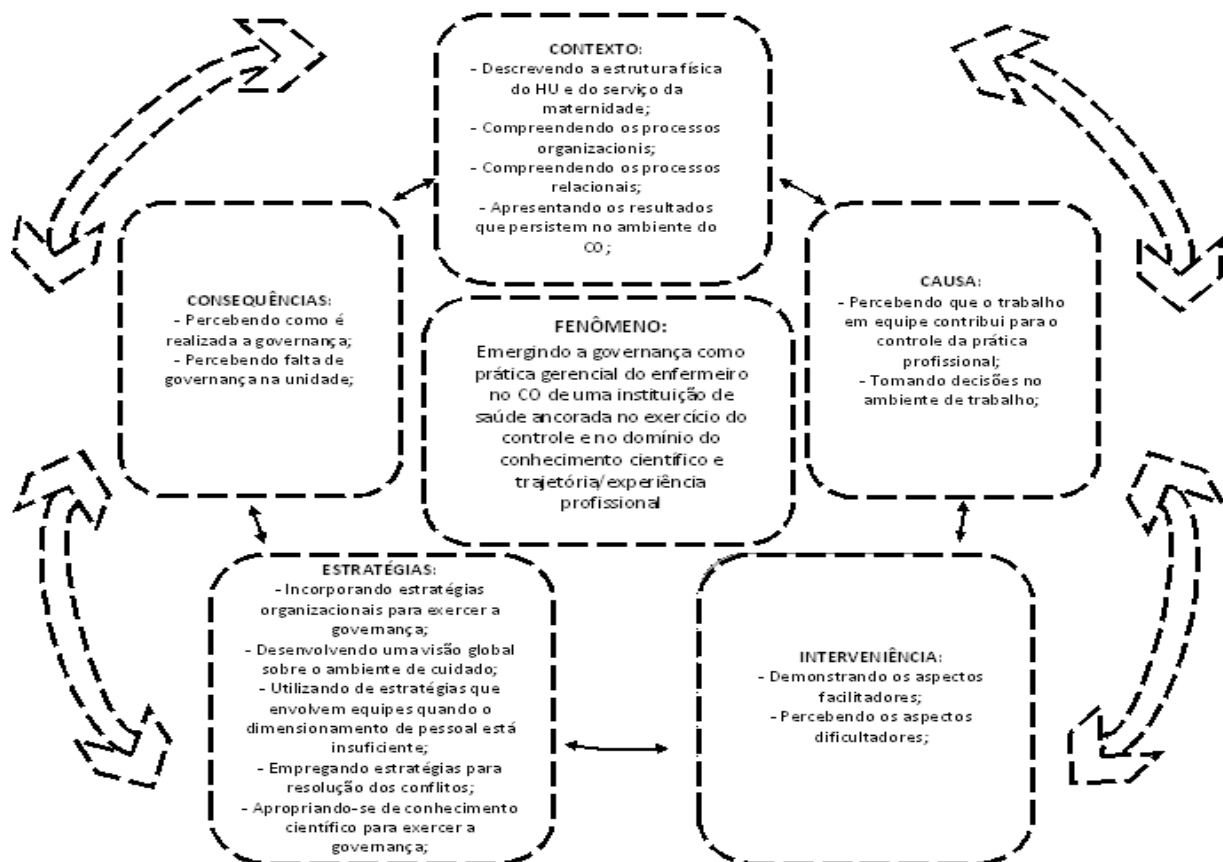 CONTEXTO:
- Descrevendo a estrutura física
do HU e do serviço da
maternidade;
- Compreendendo os processos
organizacionis;
- Compreendendo os processos
relacionais;
- Apresentando os resultados
que persistem no ambiente do
CO;
CONSEQUÊNCIAS:
- Percebendo como é
realizada a governança;
- Percebendo falta de
governança na unidade;
FENÔMENO:
Emergindo a governança como
prática gerencial do enfermeiro
no CO de uma instituição de
saúde ancorada no exercício do
controle e no domínio do
conhecimento científico e
trajetória/experiência
profissional
CAUSA:
- Percebendo que o trabalho
em equipe contribui para o
controle da prática
profissional;
- Tomando decisões no
ambiente de trabalho;
ESTRATÉGIAS:
- Incorporando estratégias
organizacionais para exercer a
governança;
- Desenvolvendo uma visão global
sobre o ambiente de cuidado;
- Utilizando de estratégias que
envolvem equipes quando o
dimensionamento de pessoal está
insuficiente;
- Empregando estratégias para
resolução dos conflitos;
- Apropriando-se de conhecimento
científico para exercer a
governança;
INTERVENIÊNCIA:
- Demonstrando os aspectos
facilitadores;
- Percebendo os aspectos
dificultadores;